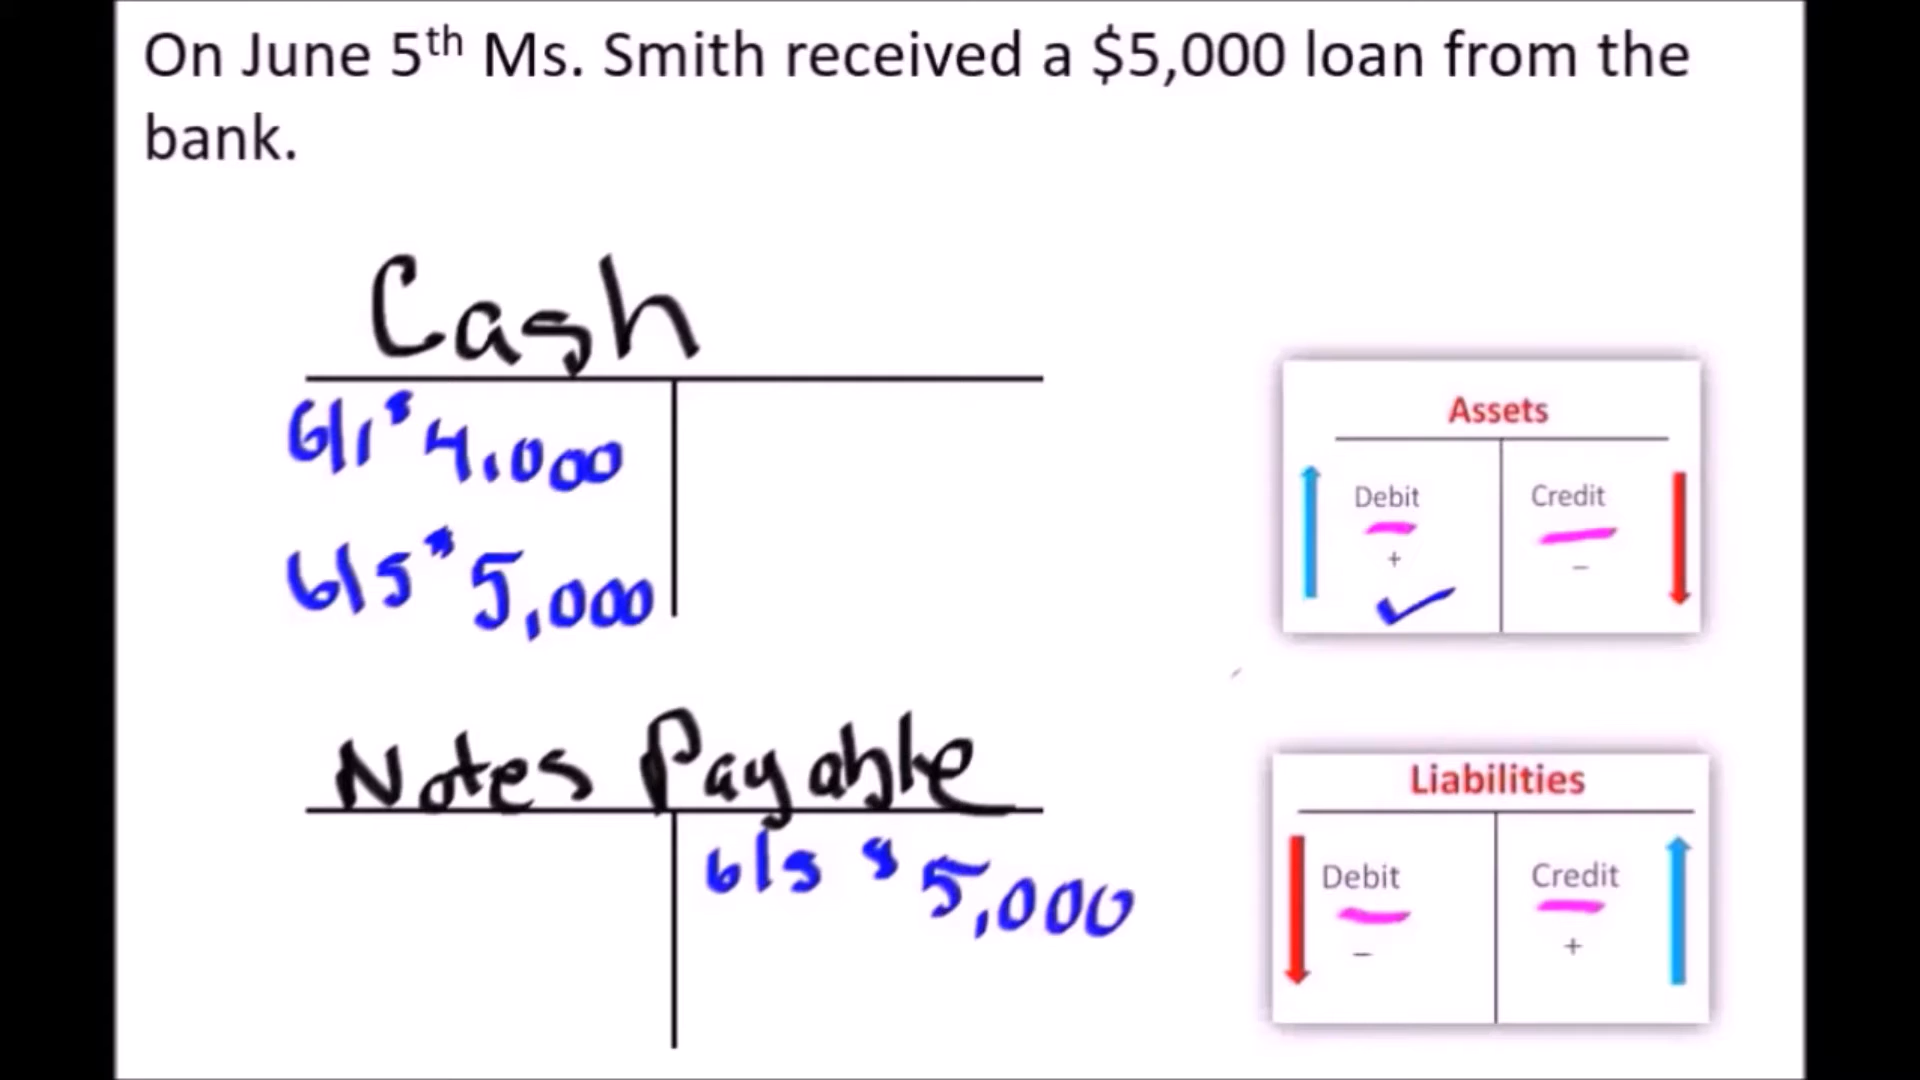 On June 5th Ms. Smith received a $5,000 loan from the
bank.
Cash
6/1 $ 4,000
6/5 $ 5,000
Assets
Debit Credit
+ −
Notes Payable
6/5 $ 5,000
Liabilities
Debit Credit
− +